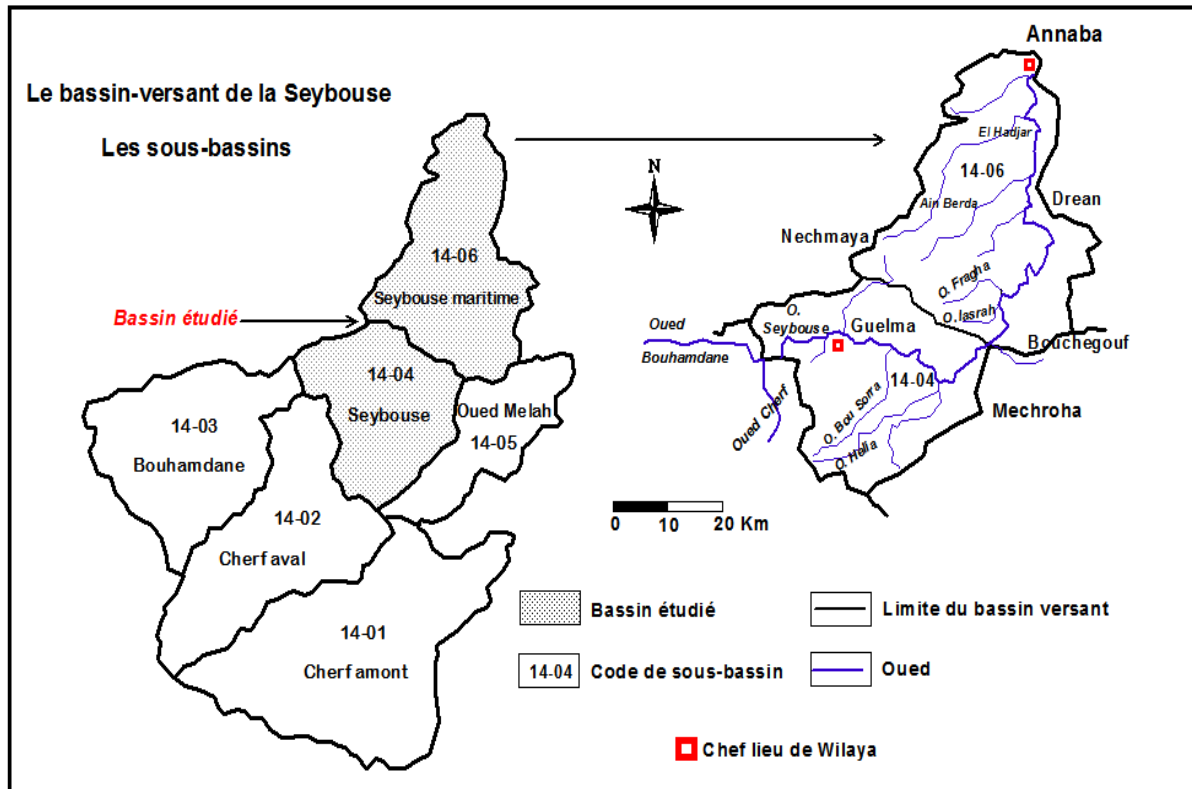 Le bassin-versant de la Seybouse
Les sous-bassins
14-06
Seybouse maritime
Bassin étudié
14-04
Seybouse
Oued Melah
14-05
14-03
Bouhamdane
14-02
Cherf aval
14-01
Cherf amont
N
Annaba
El Hadjar
14-06
Ain Berda
Drean
Nechmaya
O. Fragha
O. Iasrah
O.
Seybouse
Guelma
Oued
Bouhamdane
Bouchegouf
14-04
Oued Cherf
O. Bou Sorra
O. Helia
Mechroha
0 10 20 Km
Bassin étudié
Limite du bassin versant
14-04 Code de sous-bassin
Oued
Chef lieu de Wilaya